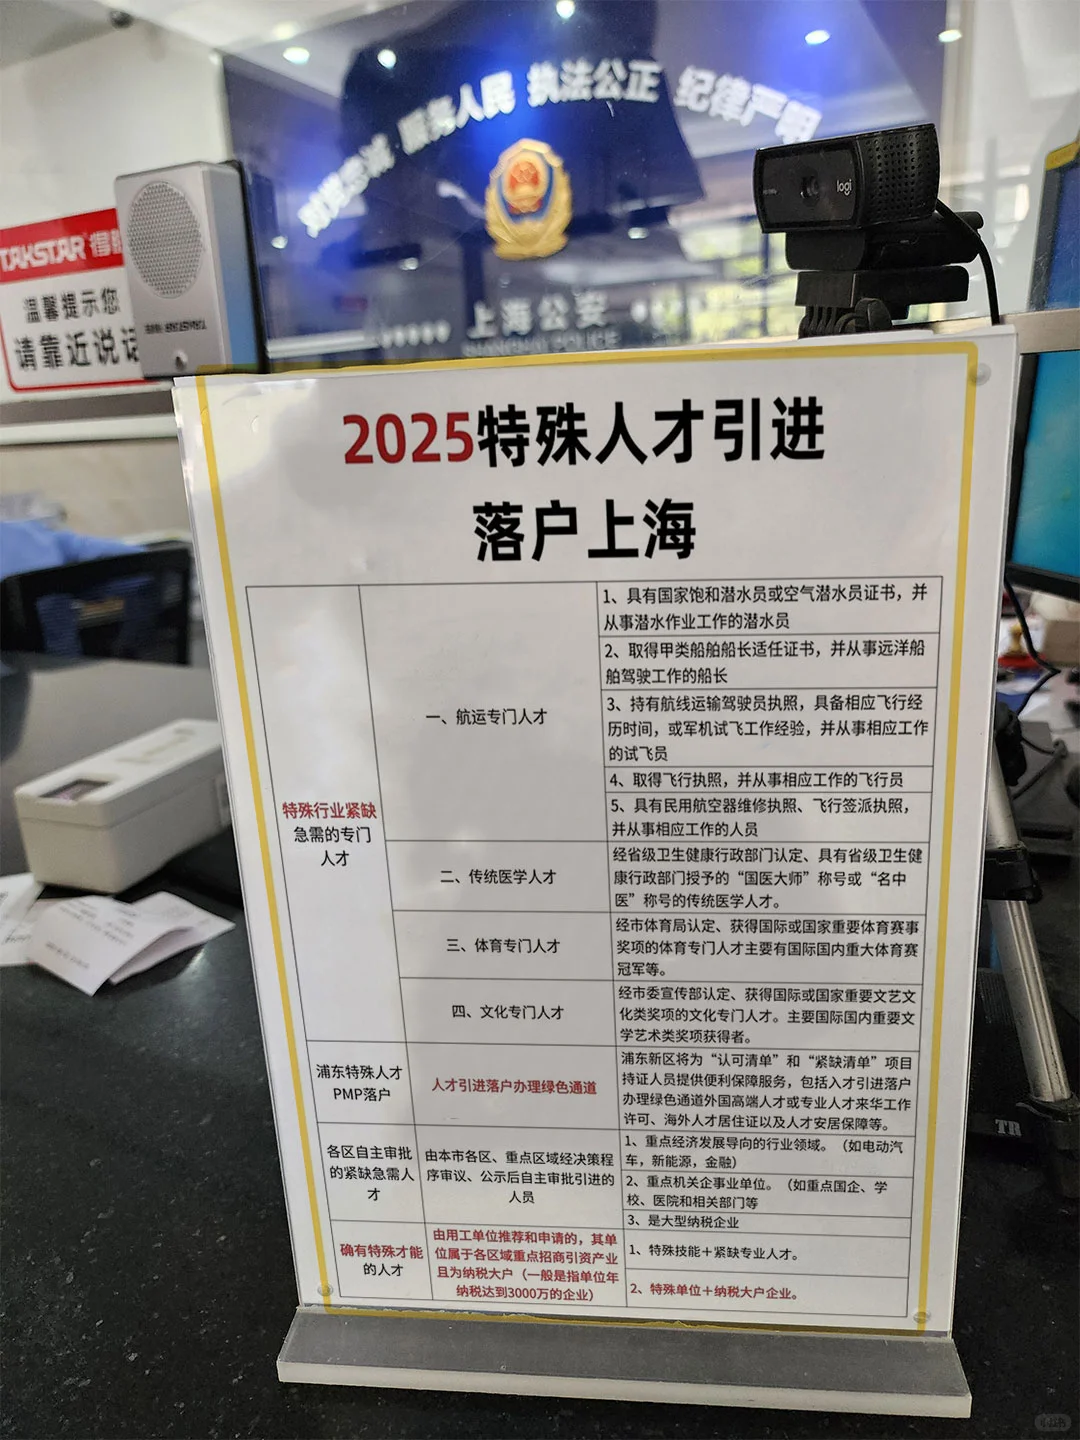 服务人民 执法公正 纪律严明
logi
TAKSTAR 得胜
温馨提示您
请靠近说话
TAKSTAR
上海公安
SHANGHAI POLICE
2025特殊人才引进
落户上海
特殊行业紧缺
急需的专门
人才
一、航运专门人才
1、具有国家饱和潜水员或空气潜水员证书，并
从事潜水作业工作的潜水员
2、取得甲类船舶船长适任证书，并从事远洋船
舶驾驶工作的船长
3、持有航线运输驾驶员执照，具备相应飞行经
历时间，或军机试飞工作经验，并从事相应工作
的试飞员
4、取得飞行执照，并从事相应工作的飞行员
5、具有民用航空器维修执照、飞行签派执照，
并从事相应工作的人员
二、传统医学人才
经省级卫生健康行政部门认定、具有省级卫生健
康行政部门授予的“国医大师”称号或“名中
医”称号的传统医学人才。
三、体育专门人才
经市体育局认定、获得国际或国家重要体育赛事
奖项的体育专门人才主要有国际国内重大体育赛
冠军等。
四、文化专门人才
经市委宣传部认定、获得国际或国家重要文艺文
化类奖项的文化专门人才。主要国际国内重要文
学艺术类奖项获得者。
浦东特殊人才
PMP落户
人才引进落户办理绿色通道
浦东新区将为“认可清单”和“紧缺清单”项目
持证人员提供便利保障服务，包括入才引进落户
办理绿色通道外国高端人才或专业人才来华工作
许可、海外人才居住证以及人才安居保障等。
各区自主审批
的紧缺急需人
才
由本市各区、重点区域经决策程
序审议、公示后自主审批引进的
人员
1、重点经济发展导向的行业领域。（如电动汽
车，新能源，金融）
2、重点机关企事业单位。（如重点国企、学
校、医院和相关部门等
3、是大型纳税企业
确有特殊才能
的人才
由用工单位推荐和申请的，其单
位属于各区域重点招商引资产业
且为纳税大户（一般是指单位年
纳税达到3000万的企业）
1、特殊技能＋紧缺专业人才。
2、特殊单位＋纳税大户企业。
TR
小红书